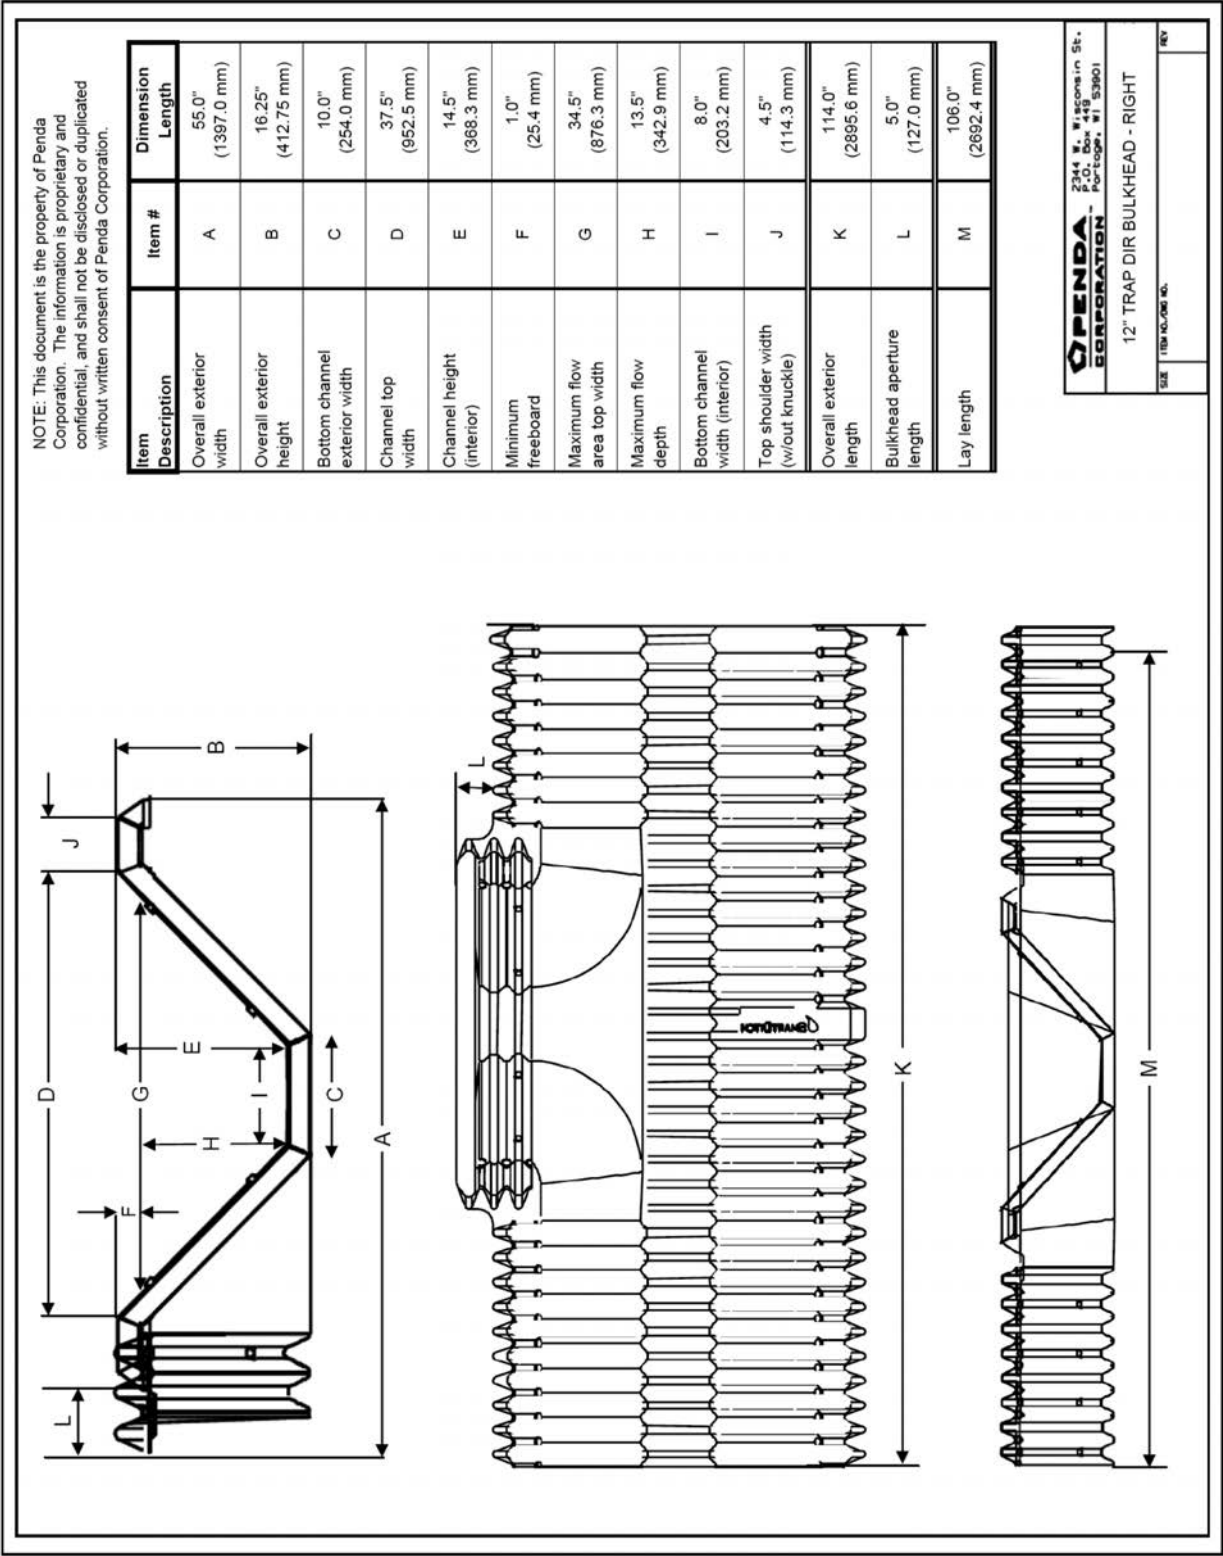 NOTE: This document is the property of Penda
Corporation. The information is proprietary and
confidential, and shall not be disclosed or duplicated
without written consent of Penda Corporation.
Item Description Item # Dimension Length
Overall exterior width A 55.0" (1397.0 mm)
Overall exterior height B 16.25" (412.75 mm)
Bottom channel exterior width C 10.0" (254.0 mm)
Channel top width D 37.5" (952.5 mm)
Channel height (interior) E 14.5" (368.3 mm)
Minimum freeboard F 1.0" (25.4 mm)
Maximum flow area top width G 34.5" (876.3 mm)
Maximum flow depth H 13.5" (342.9 mm)
Bottom channel width (interior) I 8.0" (203.2 mm)
Top shoulder width (w/out knuckle) J 4.5" (114.3 mm)
Overall exterior length K 114.0" (2895.6 mm)
Bulkhead aperture length L 5.0" (127.0 mm)
Lay length M 106.0" (2692.4 mm)
L
D
J
F
G
H
E
I
B
C
A
L
K
M
PENDA
CORPORATION
2344 W. Wisconsin St.
P.O. Box 449
Portage, WI 53901
12" TRAP DIR BULKHEAD - RIGHT
SIZE
ITEM NO./DWG NO.
REV